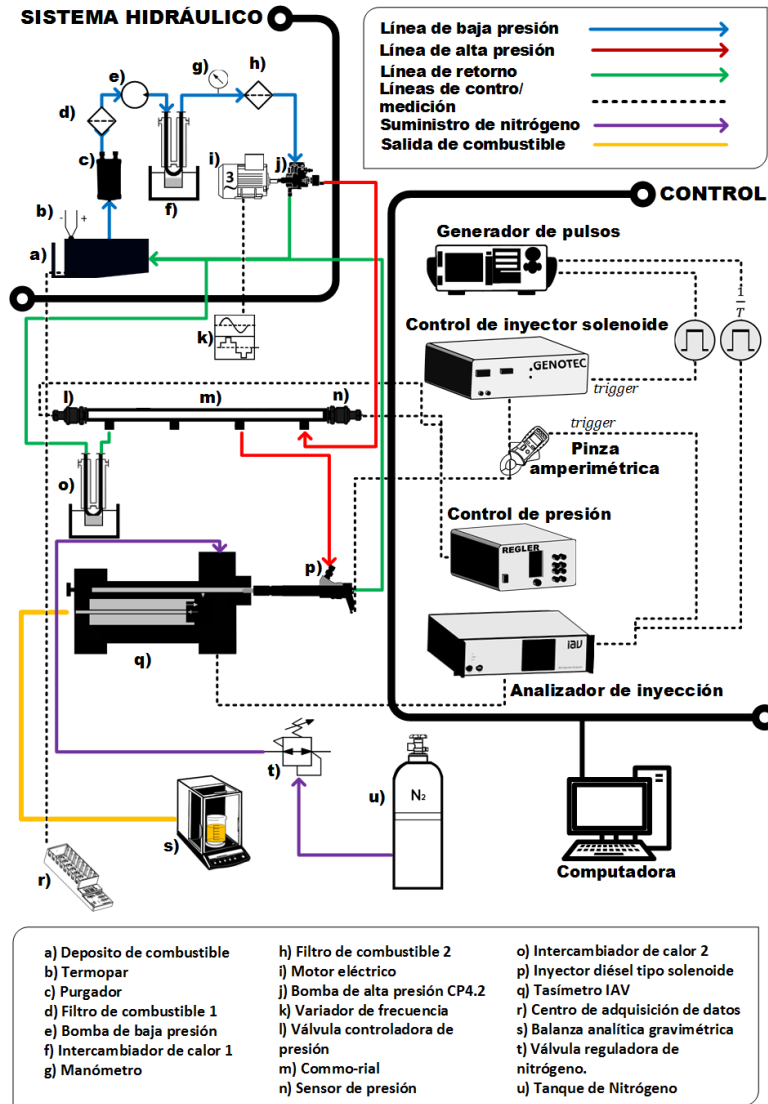 SISTEMA HIDRÁULICO
Línea de baja presión
Línea de alta presión
Línea de retorno
Líneas de contro/
medición
Suministro de nitrógeno
Salida de combustible
e)
g)
h)
d)
c)
i)
3
j)
f)
b)
- +
a)
k)
CONTROL
Generador de pulsos
1
T
Control de inyector solenoide
GENOTEC
trigger
trigger
Pinza
amperimétrica
Control de presión
REGLER
iav
Analizador de inyección
l)
m)
n)
o)
p)
q)
t)
u)
N2
s)
r)
Computadora
a) Deposito de combustible
b) Termopar
c) Purgador
d) Filtro de combustible 1
e) Bomba de baja presión
f) Intercambiador de calor 1
g) Manómetro
h) Filtro de combustible 2
i) Motor eléctrico
j) Bomba de alta presión CP4.2
k) Variador de frecuencia
l) Válvula controladora de
presión
m) Commo-rial
n) Sensor de presión
o) Intercambiador de calor 2
p) Inyector diésel tipo solenoide
q) Tasímetro IAV
r) Centro de adquisición de datos
s) Balanza analítica gravimétrica
t) Válvula reguladora de
nitrógeno.
u) Tanque de Nitrógeno